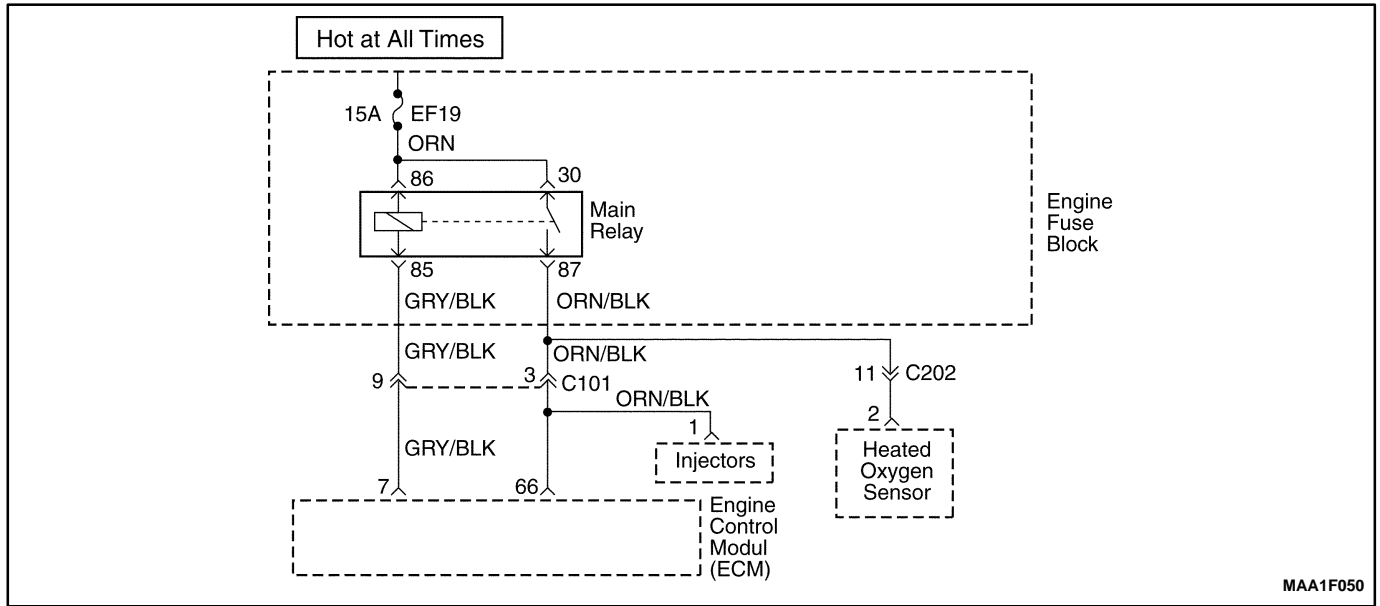 Hot at All Times
15A EF19
ORN
86
30
Main
Relay
Engine
Fuse
Block
85
87
GRY/BLK
ORN/BLK
GRY/BLK
ORN/BLK
9
3
C101
11
C202
ORN/BLK
1
2
GRY/BLK
Injectors
Heated
Oxygen
Sensor
7
66
Engine
Control
Modul
(ECM)
MAA1F050